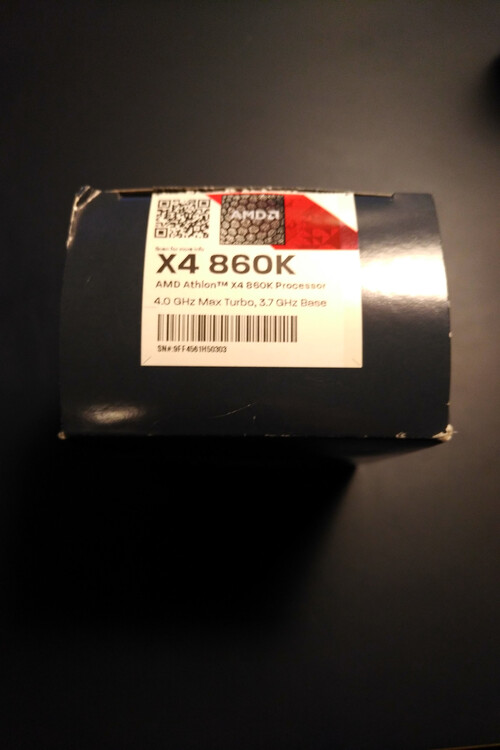 AMD
Scan for more info
X4 860K
AMD Athlon™ X4 860K Processor
4.0 GHz Max Turbo, 3.7 GHz Base
SN#:9FF4561H50303